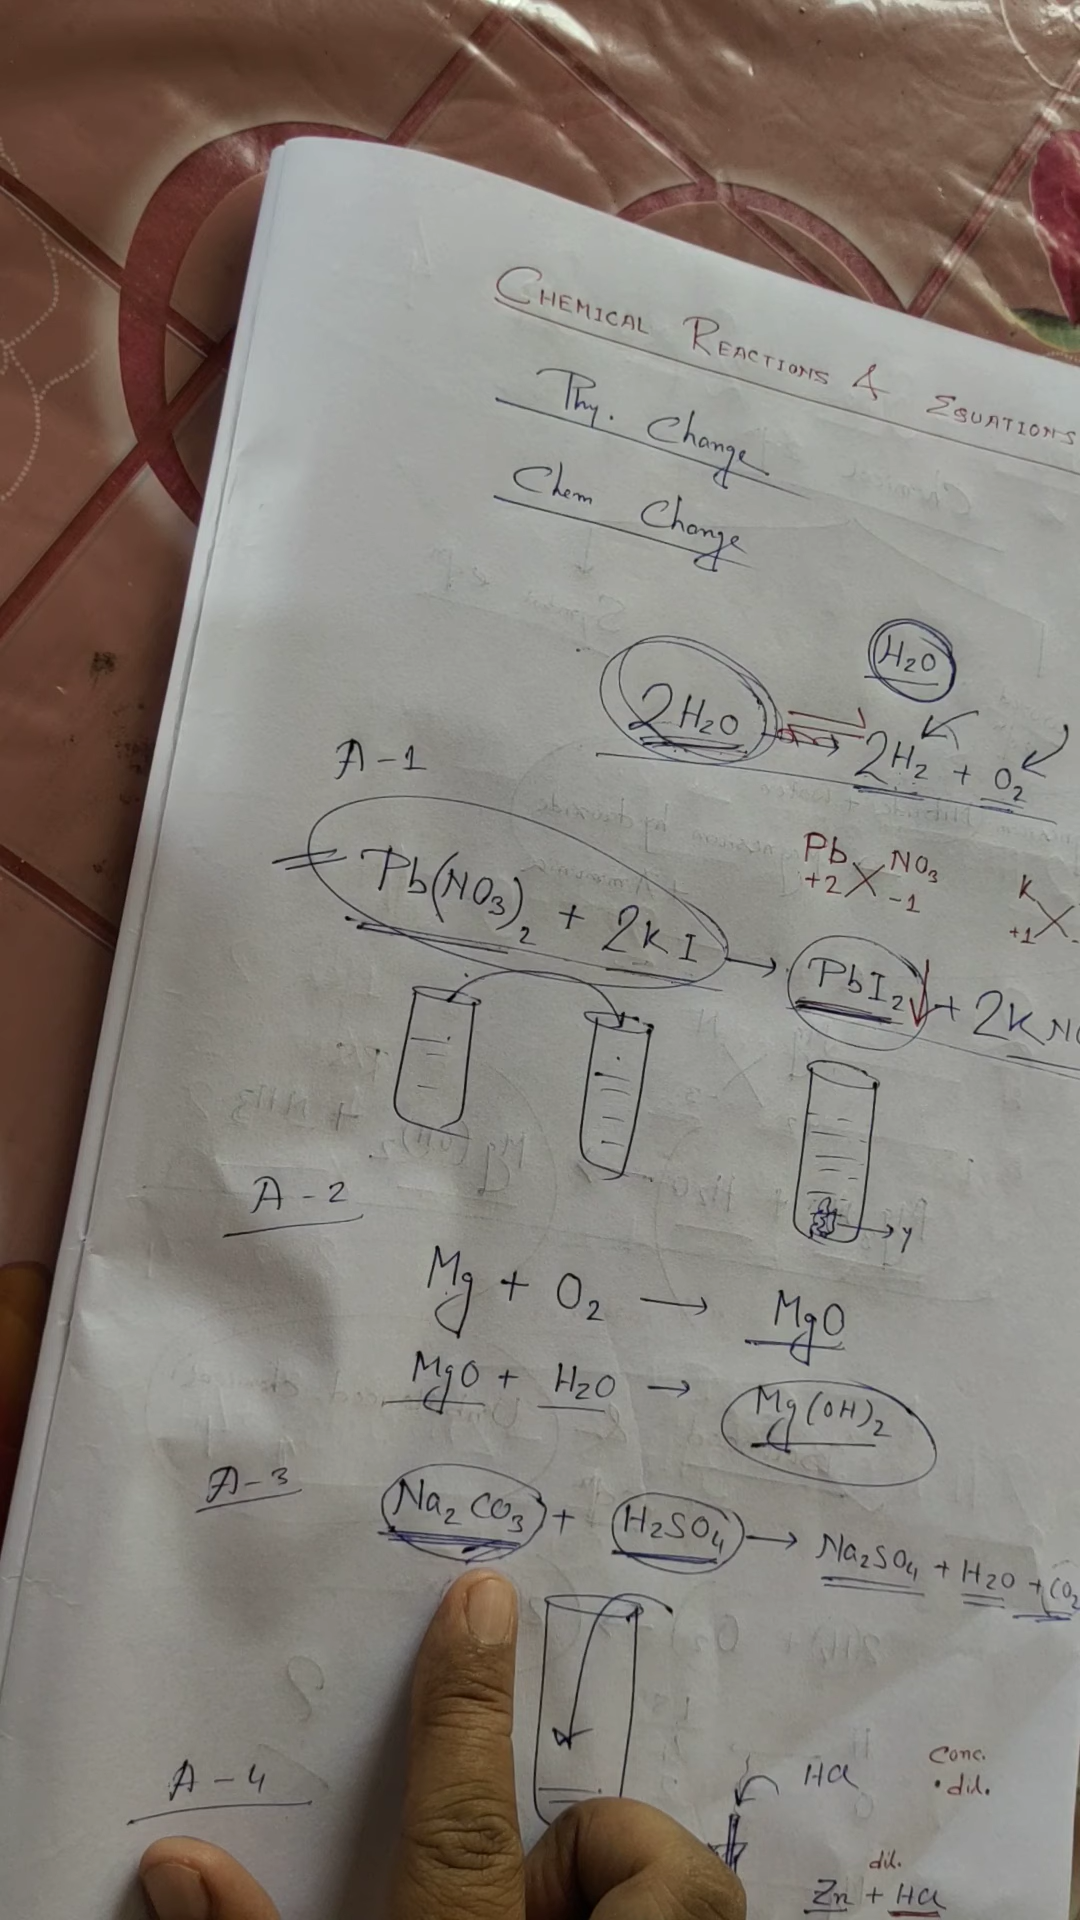 CHEMICAL REACTIONS & EQUATIONS
Phy. Change
Chem Change
H2O
2H2O → 2H2 + O2
A-1
Pb NO3
+2 -1
K
+1
Pb(NO3)2 + 2KI → PbI2↓ + 2KNO
y
A-2
Mg + O2 → MgO
MgO + H2O → Mg(OH)2
A-3
Na2CO3 + H2SO4 → Na2SO4 + H2O + CO2
A-4
HCl
Conc.
• dil.
dil.
Zn + HCl